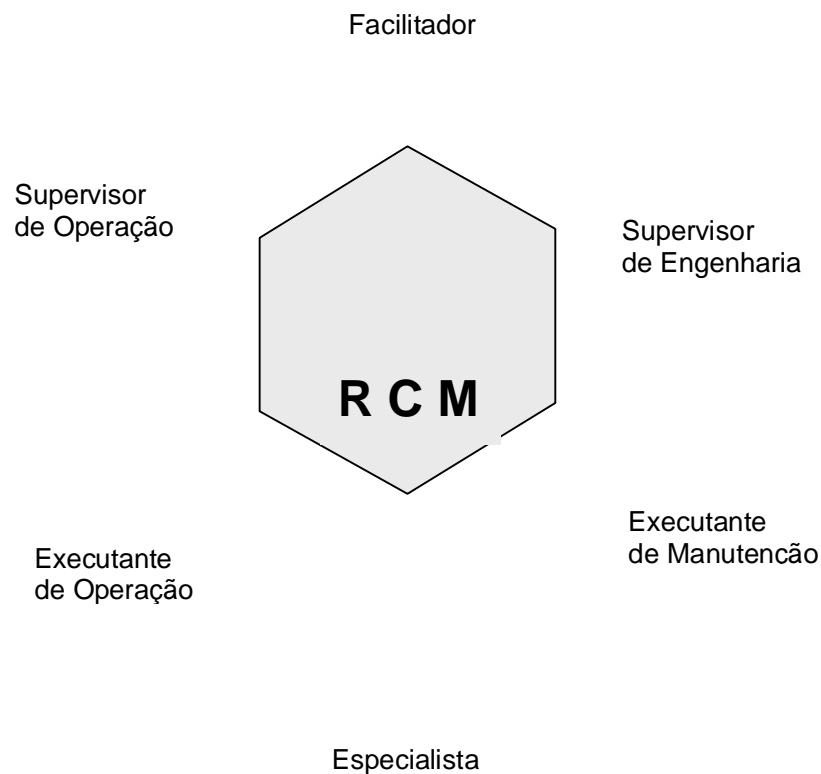 Facilitador
Supervisor
de Operação
Supervisor
de Engenharia
R C M
Executante
de Manutencão
Executante
de Operação
Especialista